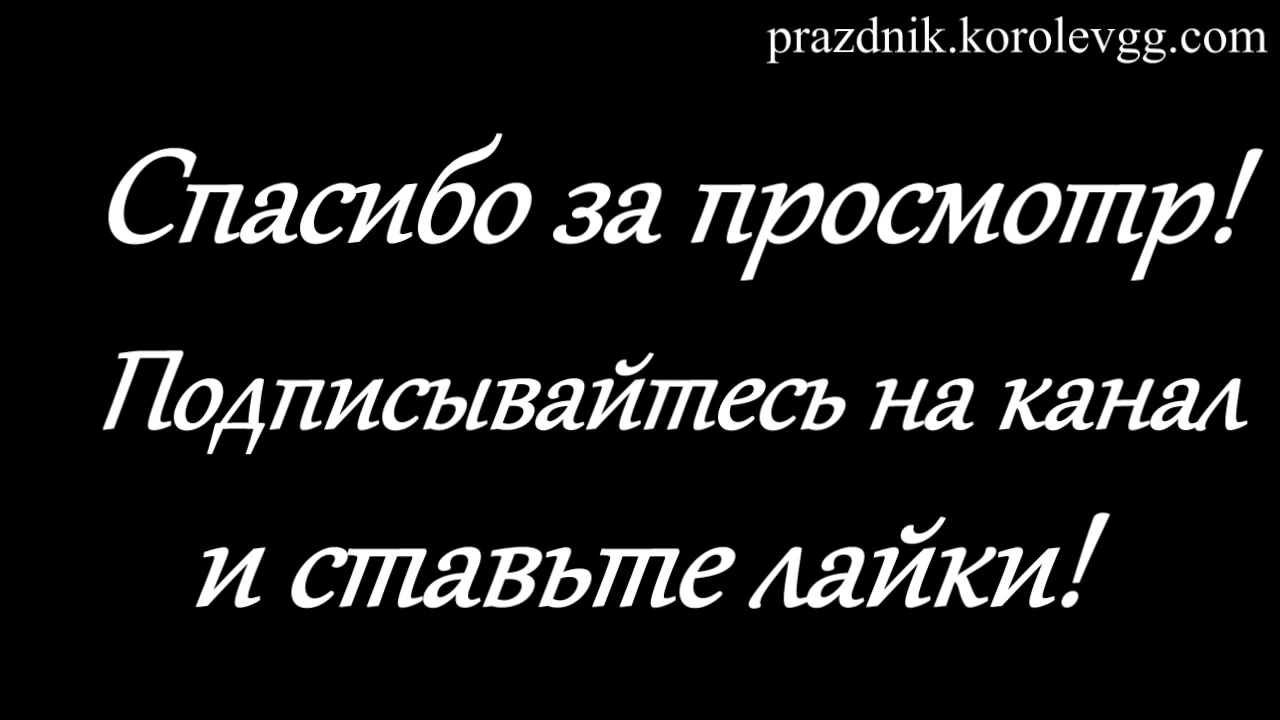 prazdnik.korolevgg.com
Спасибо за просмотр!
Подписывайтесь на канал
и ставьте лайки!